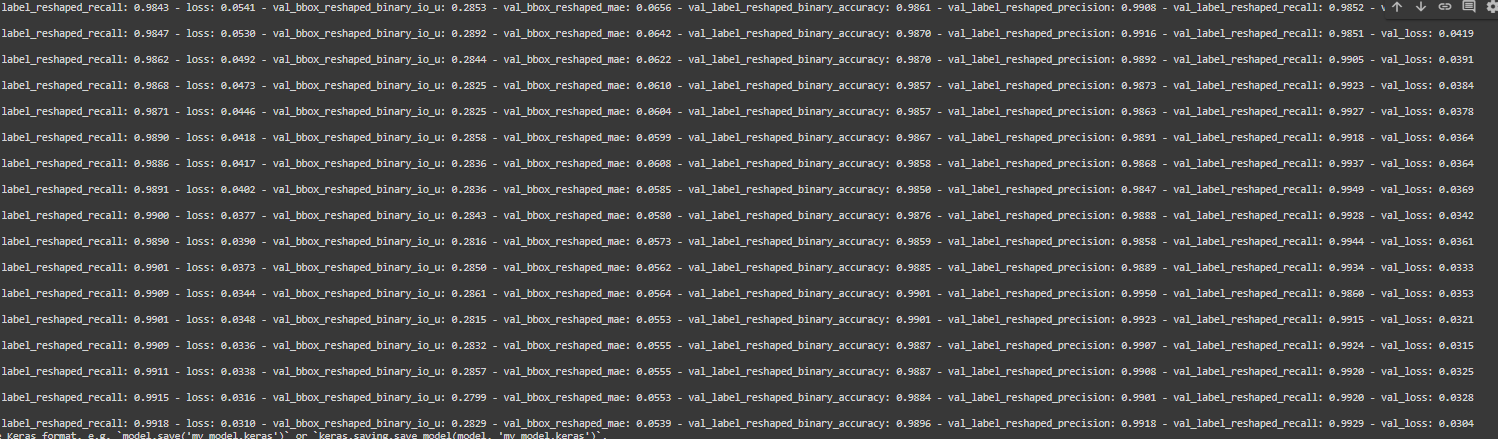 label_reshaped_recall: 0.9843 - loss: 0.0541 - val_bbox_reshaped_binary_io_u: 0.2853 - val_bbox_reshaped_mae: 0.0656 - val_label_reshaped_binary_accuracy: 0.9861 - val_label_reshaped_precision: 0.9908 - val_label_reshaped_recall: 0.9852 -
label_reshaped_recall: 0.9847 - loss: 0.0530 - val_bbox_reshaped_binary_io_u: 0.2892 - val_bbox_reshaped_mae: 0.0642 - val_label_reshaped_binary_accuracy: 0.9870 - val_label_reshaped_precision: 0.9916 - val_label_reshaped_recall: 0.9851 - val_loss: 0.0419
label_reshaped_recall: 0.9862 - loss: 0.0492 - val_bbox_reshaped_binary_io_u: 0.2844 - val_bbox_reshaped_mae: 0.0622 - val_label_reshaped_binary_accuracy: 0.9870 - val_label_reshaped_precision: 0.9892 - val_label_reshaped_recall: 0.9905 - val_loss: 0.0391
label_reshaped_recall: 0.9868 - loss: 0.0473 - val_bbox_reshaped_binary_io_u: 0.2825 - val_bbox_reshaped_mae: 0.0610 - val_label_reshaped_binary_accuracy: 0.9857 - val_label_reshaped_precision: 0.9873 - val_label_reshaped_recall: 0.9923 - val_loss: 0.0384
label_reshaped_recall: 0.9871 - loss: 0.0446 - val_bbox_reshaped_binary_io_u: 0.2825 - val_bbox_reshaped_mae: 0.0604 - val_label_reshaped_binary_accuracy: 0.9857 - val_label_reshaped_precision: 0.9863 - val_label_reshaped_recall: 0.9927 - val_loss: 0.0378
label_reshaped_recall: 0.9890 - loss: 0.0418 - val_bbox_reshaped_binary_io_u: 0.2858 - val_bbox_reshaped_mae: 0.0599 - val_label_reshaped_binary_accuracy: 0.9867 - val_label_reshaped_precision: 0.9891 - val_label_reshaped_recall: 0.9918 - val_loss: 0.0364
label_reshaped_recall: 0.9886 - loss: 0.0417 - val_bbox_reshaped_binary_io_u: 0.2836 - val_bbox_reshaped_mae: 0.0608 - val_label_reshaped_binary_accuracy: 0.9858 - val_label_reshaped_precision: 0.9868 - val_label_reshaped_recall: 0.9937 - val_loss: 0.0364
label_reshaped_recall: 0.9891 - loss: 0.0402 - val_bbox_reshaped_binary_io_u: 0.2836 - val_bbox_reshaped_mae: 0.0585 - val_label_reshaped_binary_accuracy: 0.9850 - val_label_reshaped_precision: 0.9847 - val_label_reshaped_recall: 0.9949 - val_loss: 0.0369
label_reshaped_recall: 0.9900 - loss: 0.0377 - val_bbox_reshaped_binary_io_u: 0.2843 - val_bbox_reshaped_mae: 0.0580 - val_label_reshaped_binary_accuracy: 0.9876 - val_label_reshaped_precision: 0.9888 - val_label_reshaped_recall: 0.9928 - val_loss: 0.0342
label_reshaped_recall: 0.9890 - loss: 0.0390 - val_bbox_reshaped_binary_io_u: 0.2816 - val_bbox_reshaped_mae: 0.0573 - val_label_reshaped_binary_accuracy: 0.9859 - val_label_reshaped_precision: 0.9858 - val_label_reshaped_recall: 0.9944 - val_loss: 0.0361
label_reshaped_recall: 0.9901 - loss: 0.0373 - val_bbox_reshaped_binary_io_u: 0.2850 - val_bbox_reshaped_mae: 0.0562 - val_label_reshaped_binary_accuracy: 0.9885 - val_label_reshaped_precision: 0.9889 - val_label_reshaped_recall: 0.9934 - val_loss: 0.0333
label_reshaped_recall: 0.9909 - loss: 0.0344 - val_bbox_reshaped_binary_io_u: 0.2861 - val_bbox_reshaped_mae: 0.0564 - val_label_reshaped_binary_accuracy: 0.9901 - val_label_reshaped_precision: 0.9950 - val_label_reshaped_recall: 0.9860 - val_loss: 0.0353
label_reshaped_recall: 0.9901 - loss: 0.0348 - val_bbox_reshaped_binary_io_u: 0.2815 - val_bbox_reshaped_mae: 0.0553 - val_label_reshaped_binary_accuracy: 0.9901 - val_label_reshaped_precision: 0.9923 - val_label_reshaped_recall: 0.9915 - val_loss: 0.0321
label_reshaped_recall: 0.9909 - loss: 0.0336 - val_bbox_reshaped_binary_io_u: 0.2832 - val_bbox_reshaped_mae: 0.0555 - val_label_reshaped_binary_accuracy: 0.9887 - val_label_reshaped_precision: 0.9907 - val_label_reshaped_recall: 0.9924 - val_loss: 0.0315
label_reshaped_recall: 0.9911 - loss: 0.0338 - val_bbox_reshaped_binary_io_u: 0.2857 - val_bbox_reshaped_mae: 0.0555 - val_label_reshaped_binary_accuracy: 0.9887 - val_label_reshaped_precision: 0.9908 - val_label_reshaped_recall: 0.9920 - val_loss: 0.0325
label_reshaped_recall: 0.9915 - loss: 0.0316 - val_bbox_reshaped_binary_io_u: 0.2799 - val_bbox_reshaped_mae: 0.0553 - val_label_reshaped_binary_accuracy: 0.9884 - val_label_reshaped_precision: 0.9901 - val_label_reshaped_recall: 0.9920 - val_loss: 0.0328
label_reshaped_recall: 0.9918 - loss: 0.0310 - val_bbox_reshaped_binary_io_u: 0.2829 - val_bbox_reshaped_mae: 0.0539 - val_label_reshaped_binary_accuracy: 0.9896 - val_label_reshaped_precision: 0.9918 - val_label_reshaped_recall: 0.9929 - val_loss: 0.0304
Keras format, e.g. `model.save('my_model.keras')` or `keras.saving.save_model(model, 'my_model.keras')`.